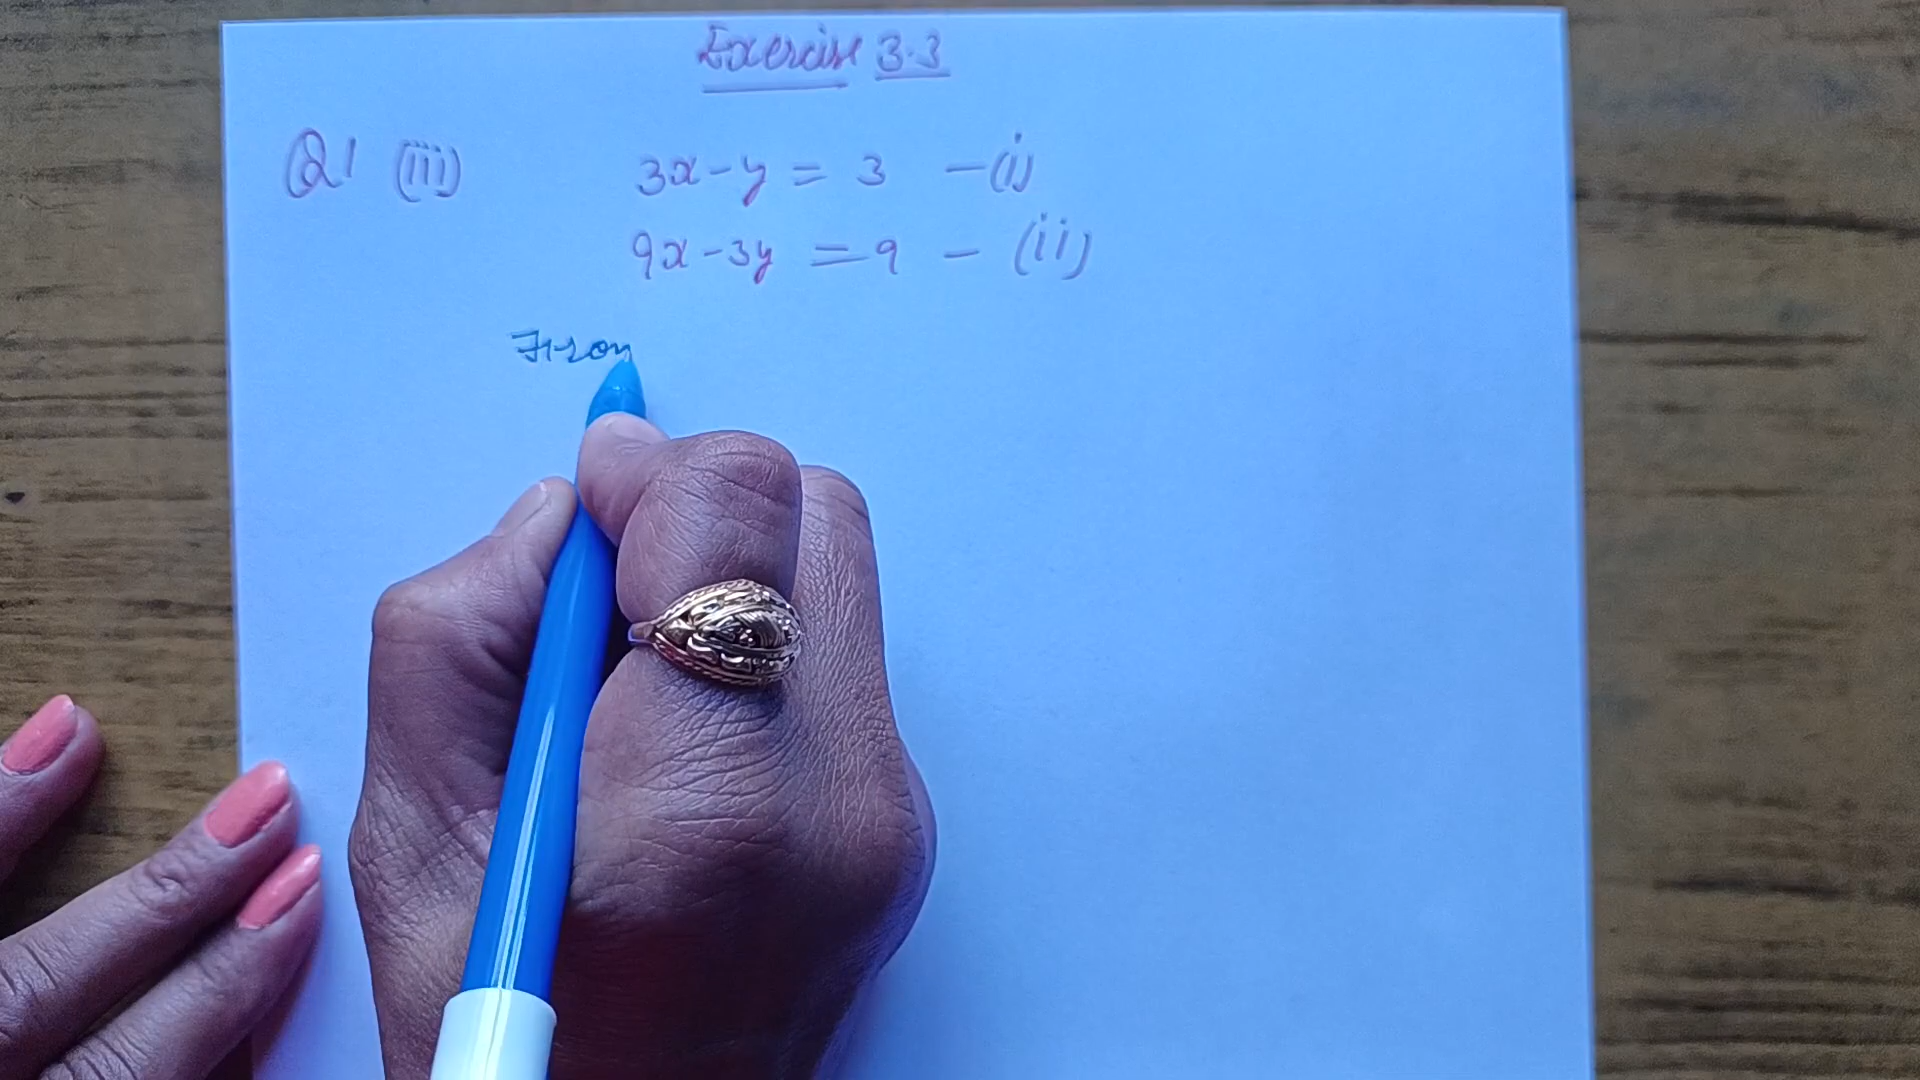 Exercise 3.3
Q1 (iii) 3x-y = 3 -(i)
9x-3y = 9 - (ii)
From